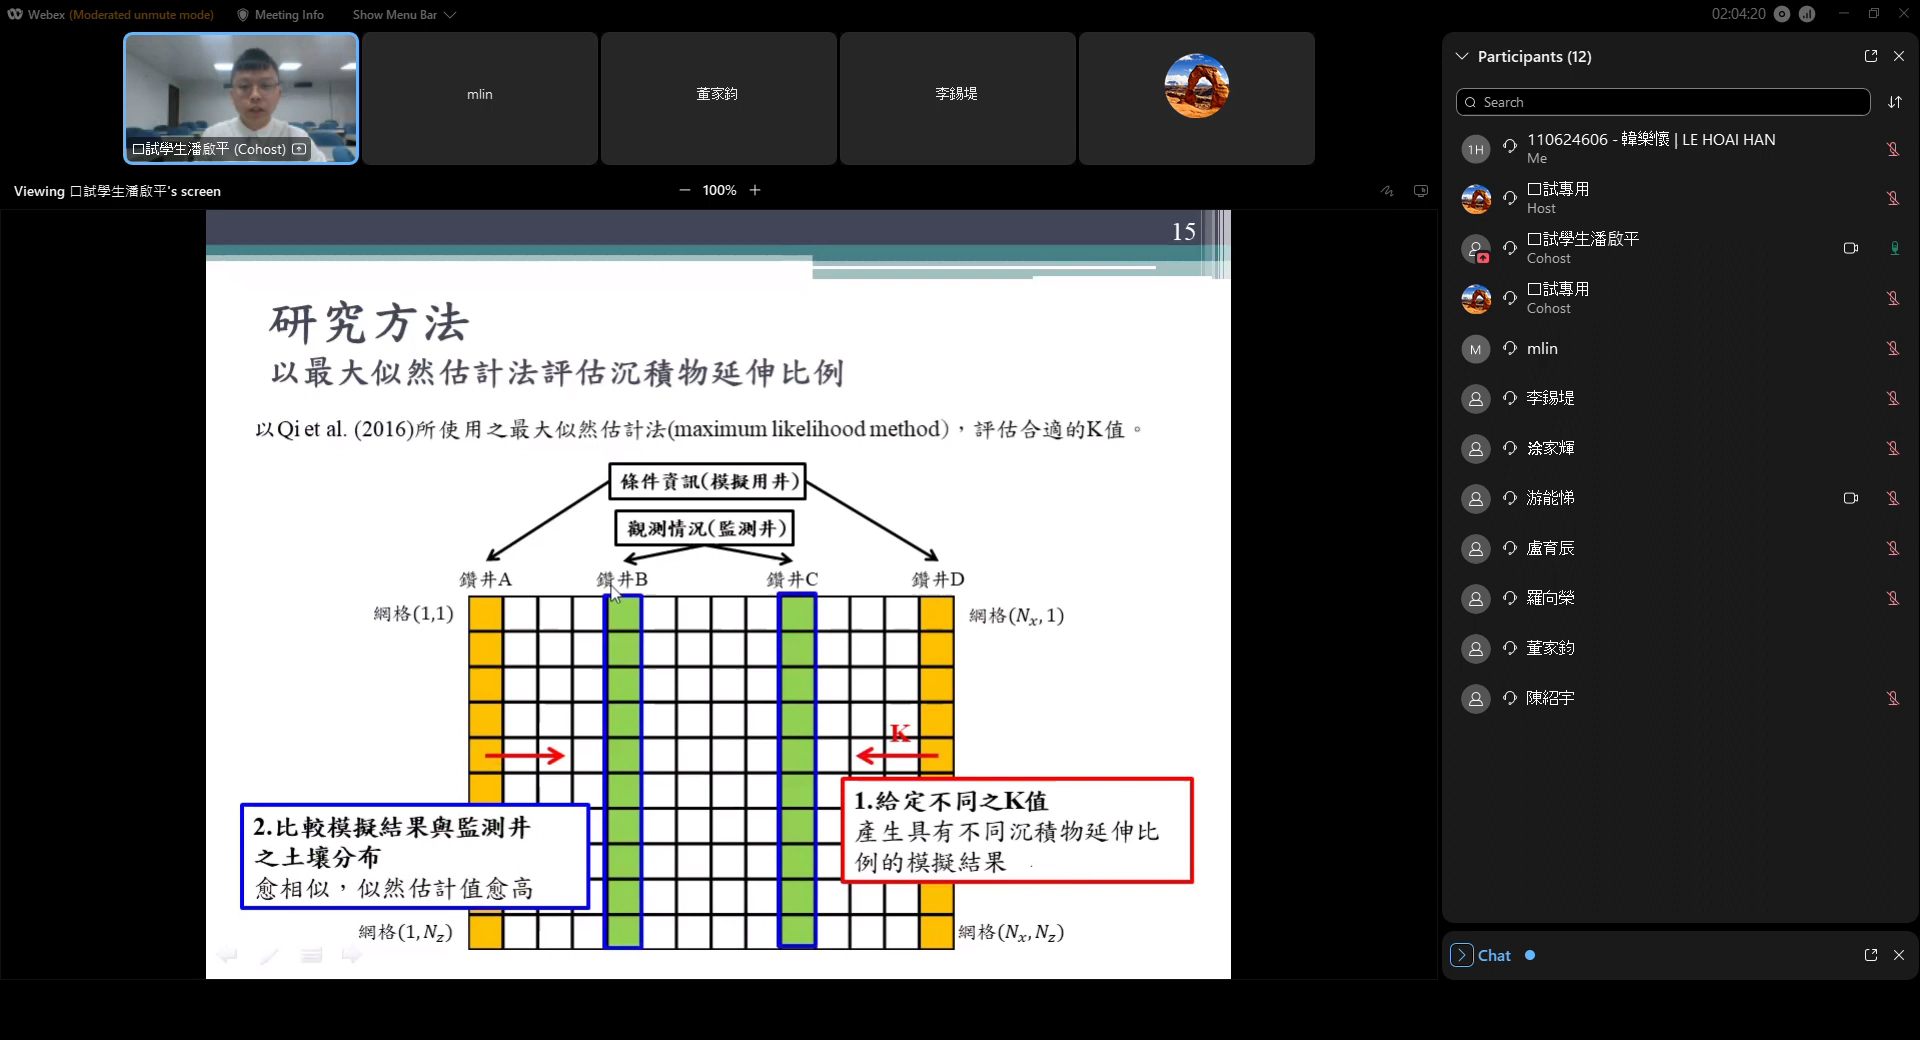 Webex (Moderated unmute mode) Meeting Info Show Menu Bar 02:04:20
口試學生潘啟平 (Cohost)
mlin
董家鈞
李錫堤
Viewing 口試學生潘啟平's screen
100%
15
研究方法
以最大似然估計法評估沉積物延伸比例
以Qi et al. (2016)所使用之最大似然估計法(maximum likelihood method)，評估合適的K值。
條件資訊(模擬用井)
觀測情況(監測井)
鑽井A 鑽井B 鑽井C 鑽井D
網格(1,1) 網格(Nₓ, 1)
K
1.給定不同之K值
產生具有不同沉積物延伸比
例的模擬結果
2.比較模擬結果與監測井
之土壤分布
愈相似，似然估計值愈高
網格(1, N_z) 網格(Nₓ, N_z)
Participants (12)
Search
1H 110624606 - 韓樂懷 | LE HOAI HAN
Me
口試專用
Host
口試學生潘啟平
Cohost
口試專用
Cohost
M mlin
李錫堤
涂家輝
游能悌
盧育辰
羅向榮
董家鈞
陳紹宇
Chat